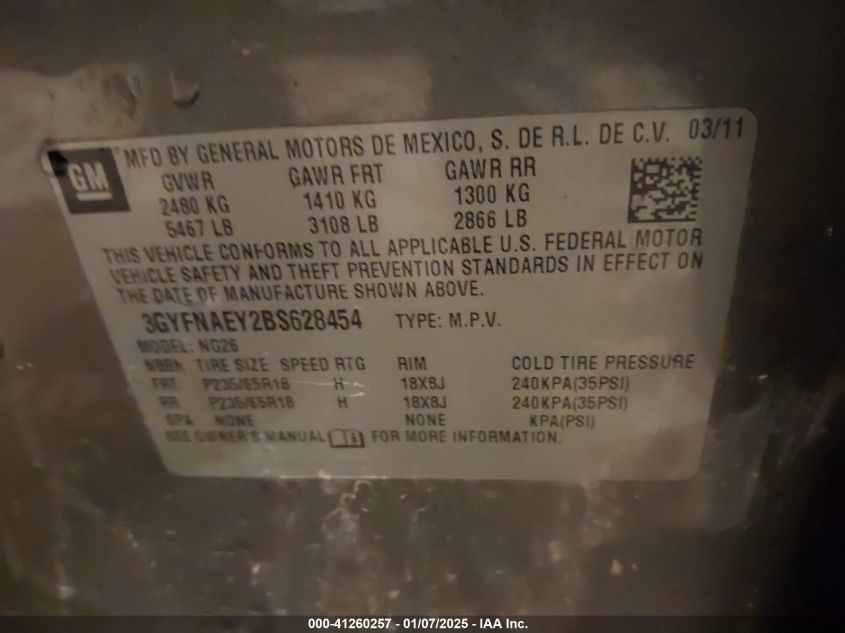 GM
MFD BY GENERAL MOTORS DE MEXICO, S. DE R.L. DE C.V. 03/11
GVWR GAWR FRT GAWR RR
2480 KG 1410 KG 1300 KG
5467 LB 3108 LB 2866 LB
THIS VEHICLE CONFORMS TO ALL APPLICABLE U.S. FEDERAL MOTOR
VEHICLE SAFETY AND THEFT PREVENTION STANDARDS IN EFFECT ON
THE DATE OF MANUFACTURE SHOWN ABOVE.
3GYFNAEY2BS628454 TYPE: M.P.V.
MODEL: NG26
TIRE SIZE SPEED RTG RIM COLD TIRE PRESSURE
FRT P235/65R18 H 18X8J 240KPA(35PSI)
RR P235/65R18 H 18X8J 240KPA(35PSI)
SPA NONE NONE KPA(PSI)
SEE OWNER'S MANUAL FOR MORE INFORMATION.
000-41260257 - 01/07/2025 - IAA Inc.